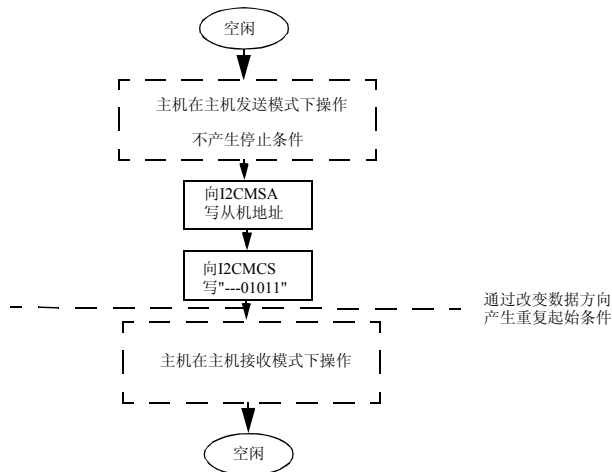 空闲
主机在主机发送模式下操作
不产生停止条件
向I2CMSA
写从机地址
向I2CMCS
写"---01011"
通过改变数据方向
产生重复起始条件
主机在主机接收模式下操作
空闲